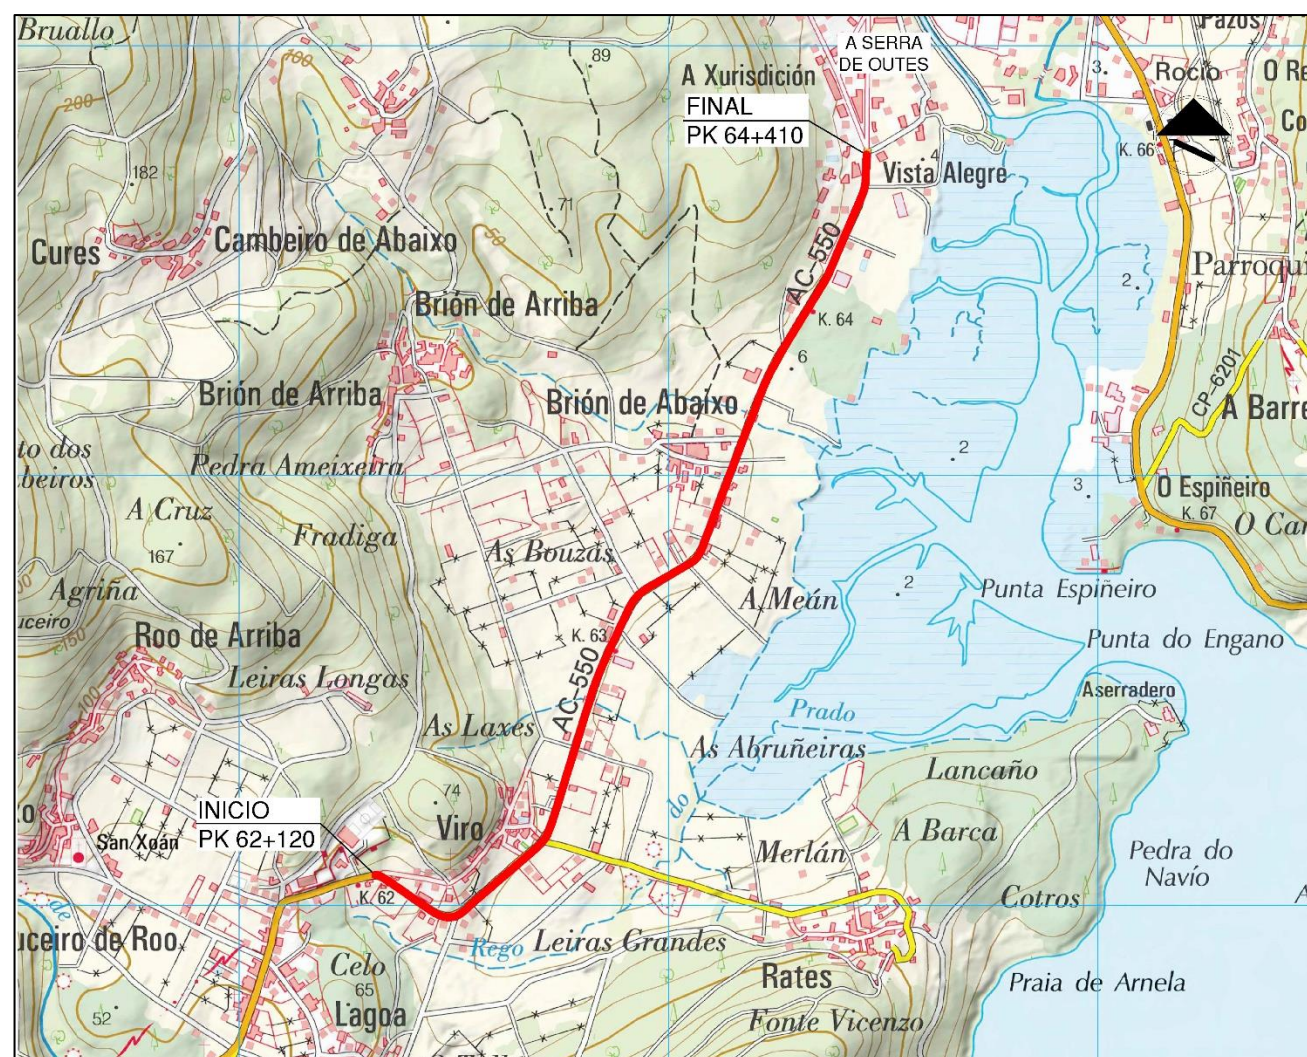 Bruallo
Pazos
A SERRA
DE OUTES
89
3
Rocío
O Re
100
200
A Xurisdición
FINAL
PK 64+410
Co
K. 66
182
4
Vista Alegre
71
50
Cures
Cambeiro de Abaixo
AC-550
Parroqui
2
Brión de Arriba
K. 64
6
CP-6201
Brión de Arriba
Brión de Abaixo
A Barre
to dos
beiros
Pedra Ameixeira
2
3
O Espiñeiro
A Cruz
K. 67
O Car
Fradiga
167
As Bouzas
Agriña
uceiro
150
2
Punta Espiñeiro
A Meán
Roo de Arriba
K. 63
Punta do Engano
Leiras Longas
100
AC-550
Aserradero
As Laxes
Prado
As Abruñeiras
Lancaño
INICIO
PK 62+120
74
Viro
do
A Barca
San Xoán
Merlán
Pedra do
Navío
K. 62
Cotros
de
uceiro de Roo
Rego
Leiras Grandes
Celo
65
Rates
Praia de Arnela
52
Lagoa
Fonte Vicenzo